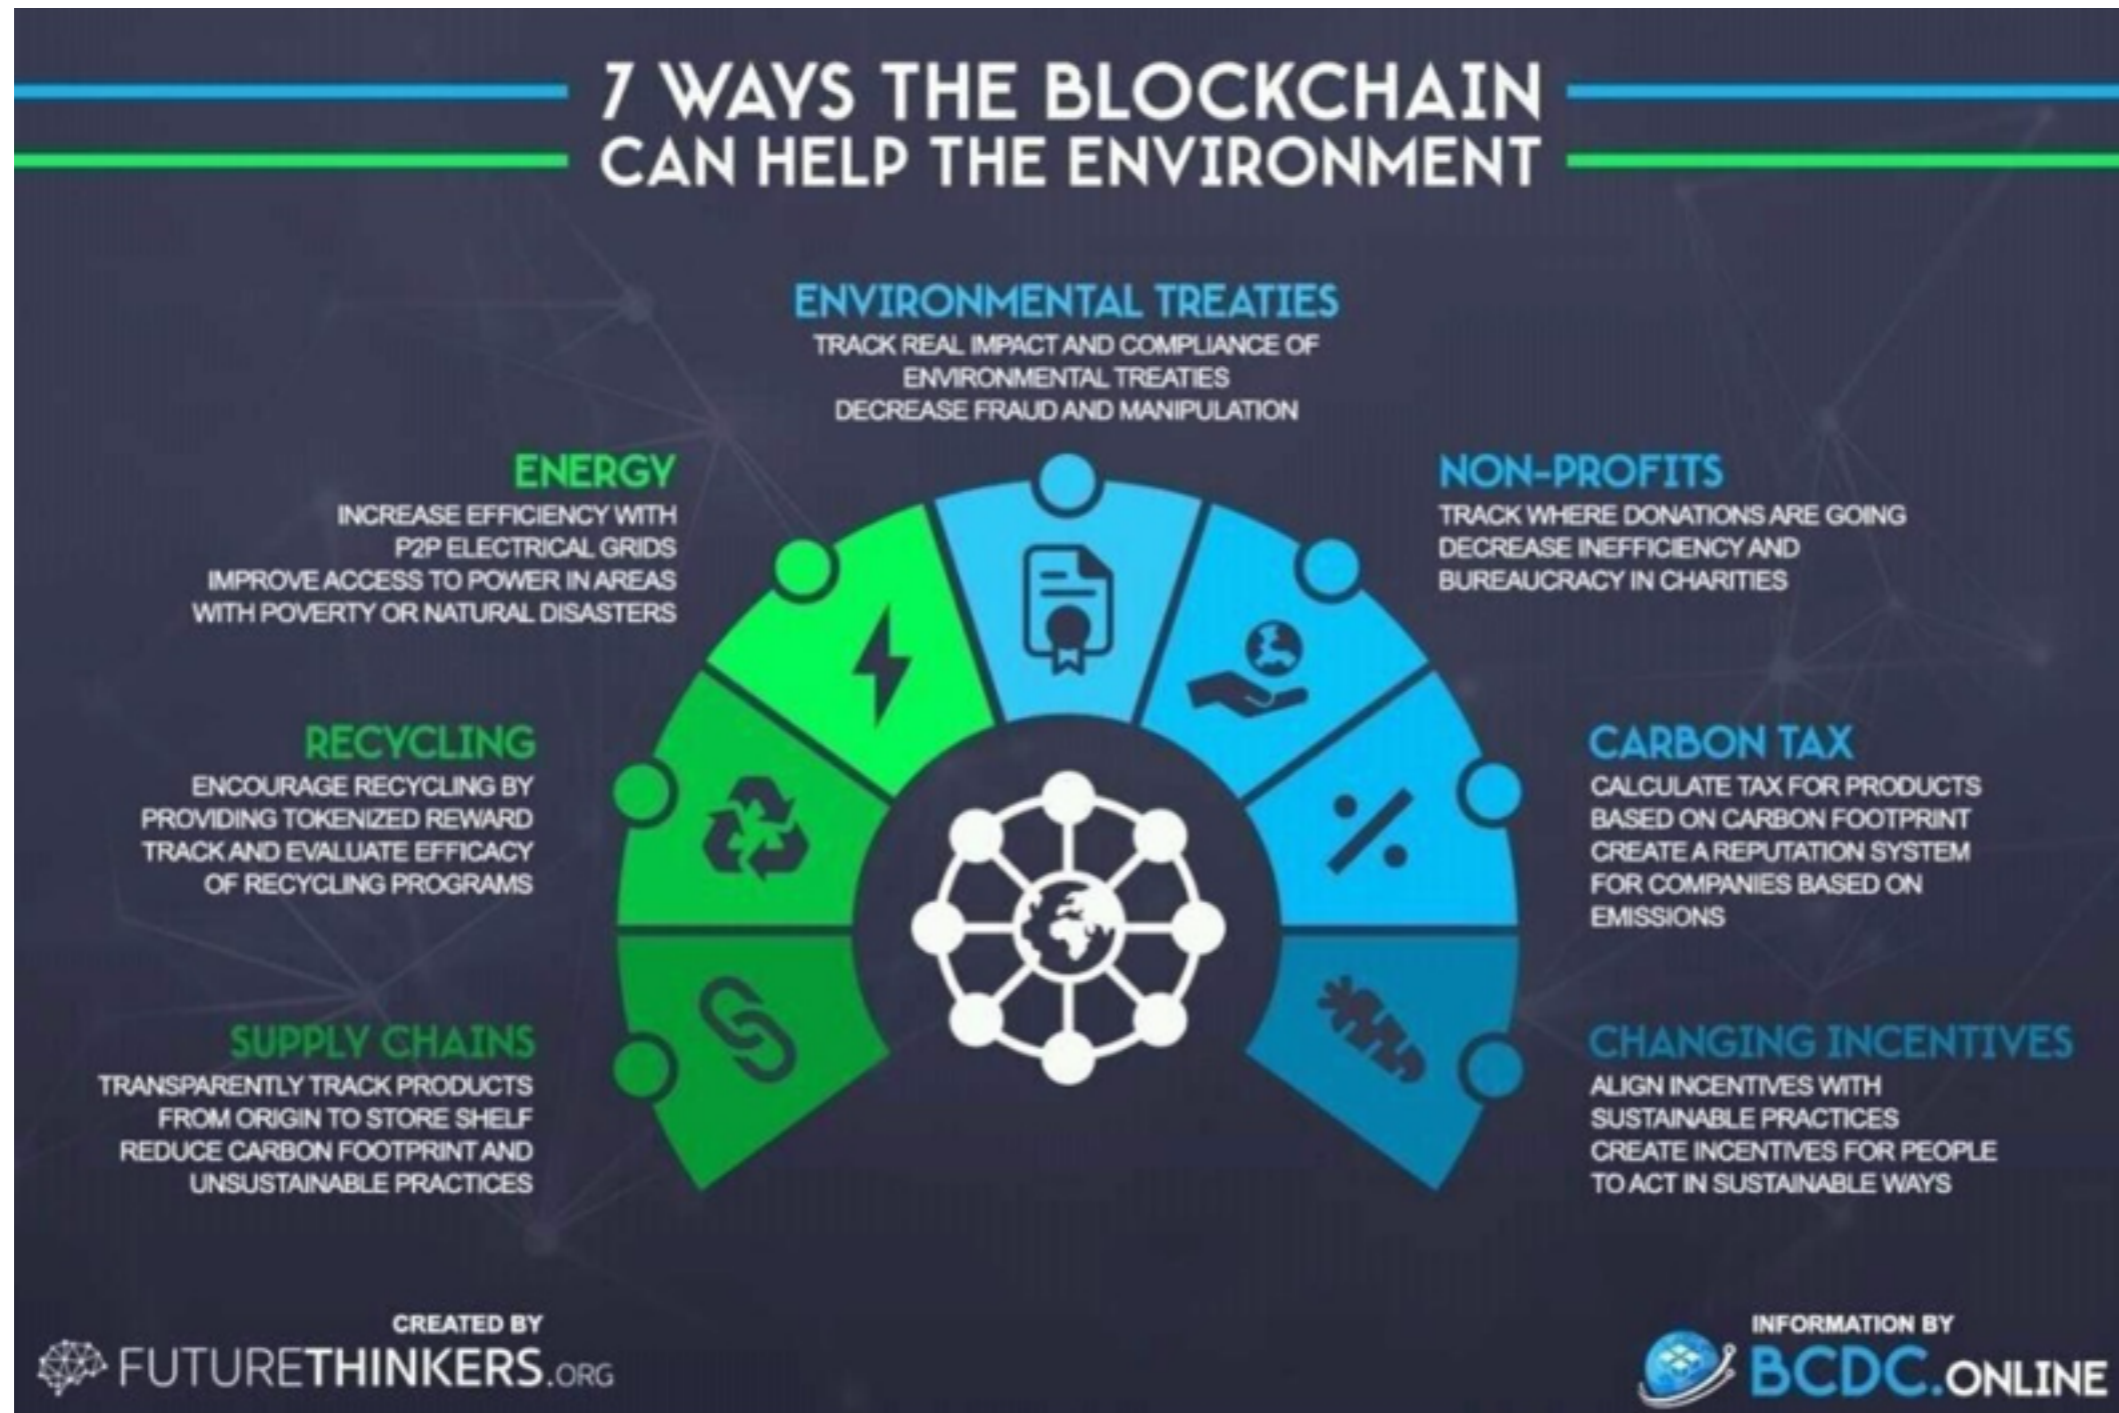 7 WAYS THE BLOCKCHAIN
CAN HELP THE ENVIRONMENT
ENVIRONMENTAL TREATIES
TRACK REAL IMPACT AND COMPLIANCE OF
ENVIRONMENTAL TREATIES
DECREASE FRAUD AND MANIPULATION
ENERGY
INCREASE EFFICIENCY WITH
P2P ELECTRICAL GRIDS
IMPROVE ACCESS TO POWER IN AREAS
WITH POVERTY OR NATURAL DISASTERS
NON-PROFITS
TRACK WHERE DONATIONS ARE GOING
DECREASE INEFFICIENCY AND
BUREAUCRACY IN CHARITIES
RECYCLING
ENCOURAGE RECYCLING BY
PROVIDING TOKENIZED REWARD
TRACK AND EVALUATE EFFICACY
OF RECYCLING PROGRAMS
CARBON TAX
CALCULATE TAX FOR PRODUCTS
BASED ON CARBON FOOTPRINT
CREATE A REPUTATION SYSTEM
FOR COMPANIES BASED ON
EMISSIONS
SUPPLY CHAINS
TRANSPARENTLY TRACK PRODUCTS
FROM ORIGIN TO STORE SHELF
REDUCE CARBON FOOTPRINT AND
UNSUSTAINABLE PRACTICES
CHANGING INCENTIVES
ALIGN INCENTIVES WITH
SUSTAINABLE PRACTICES
CREATE INCENTIVES FOR PEOPLE
TO ACT IN SUSTAINABLE WAYS
CREATED BY
FUTURETHINKERS.ORG
INFORMATION BY
BCDC.ONLINE